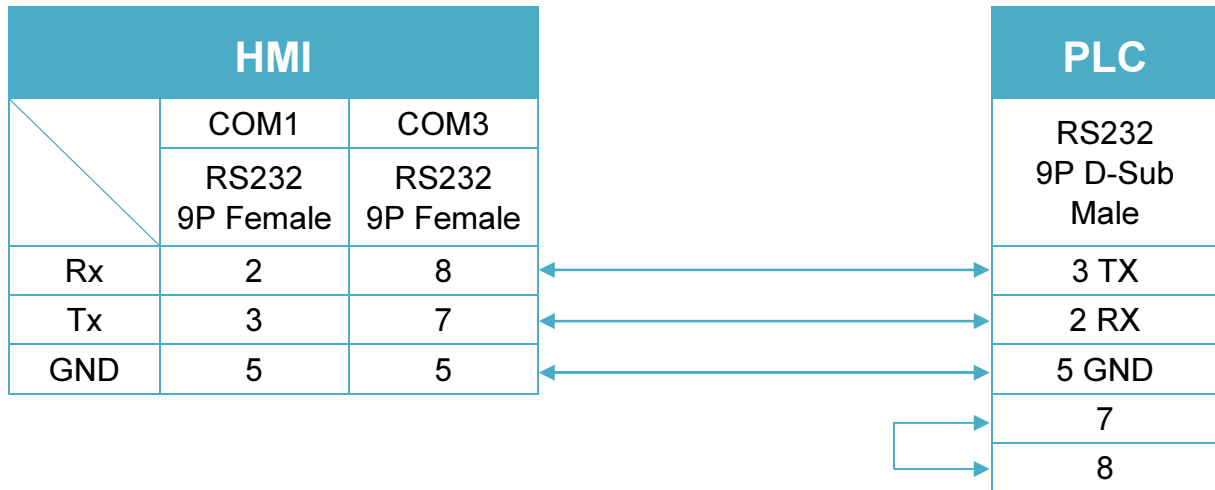 HMI
PLC
COM1 COM3
RS232
9P Female
RS232
9P Female
RS232
9P D-Sub
Male
Rx 2 8 3 TX
Tx 3 7 2 RX
GND 5 5 5 GND
7
8